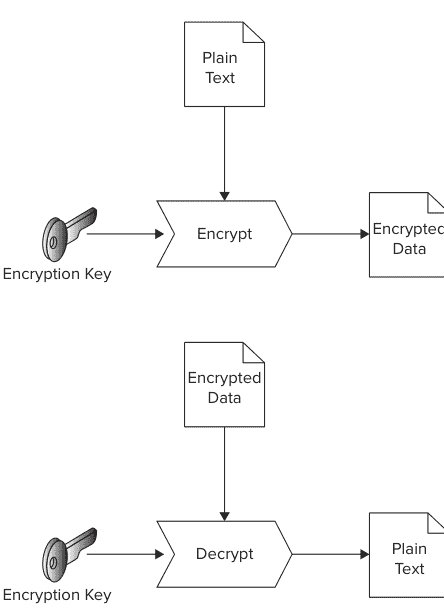 Plain
Text
Encrypt
Encrypted
Data
Encryption Key
Encrypted
Data
Decrypt
Plain
Text
Encryption Key